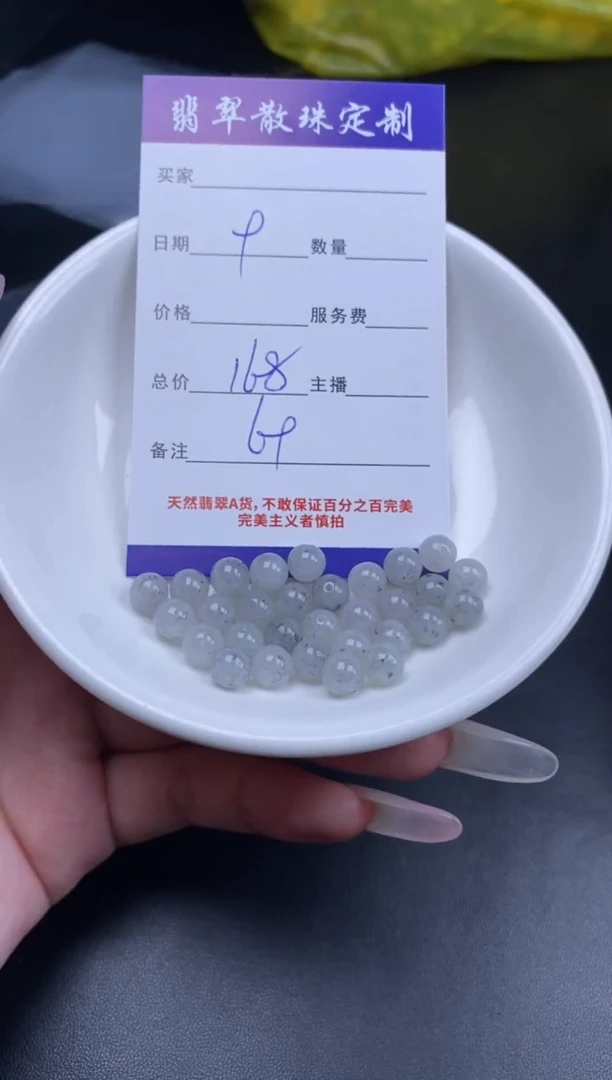 翡翠散珠定制
买家
日期 数量
价格 服务费
总价 168 主播
备注
天然翡翠A货,不敢保证百分之百完美
完美主义者慎拍